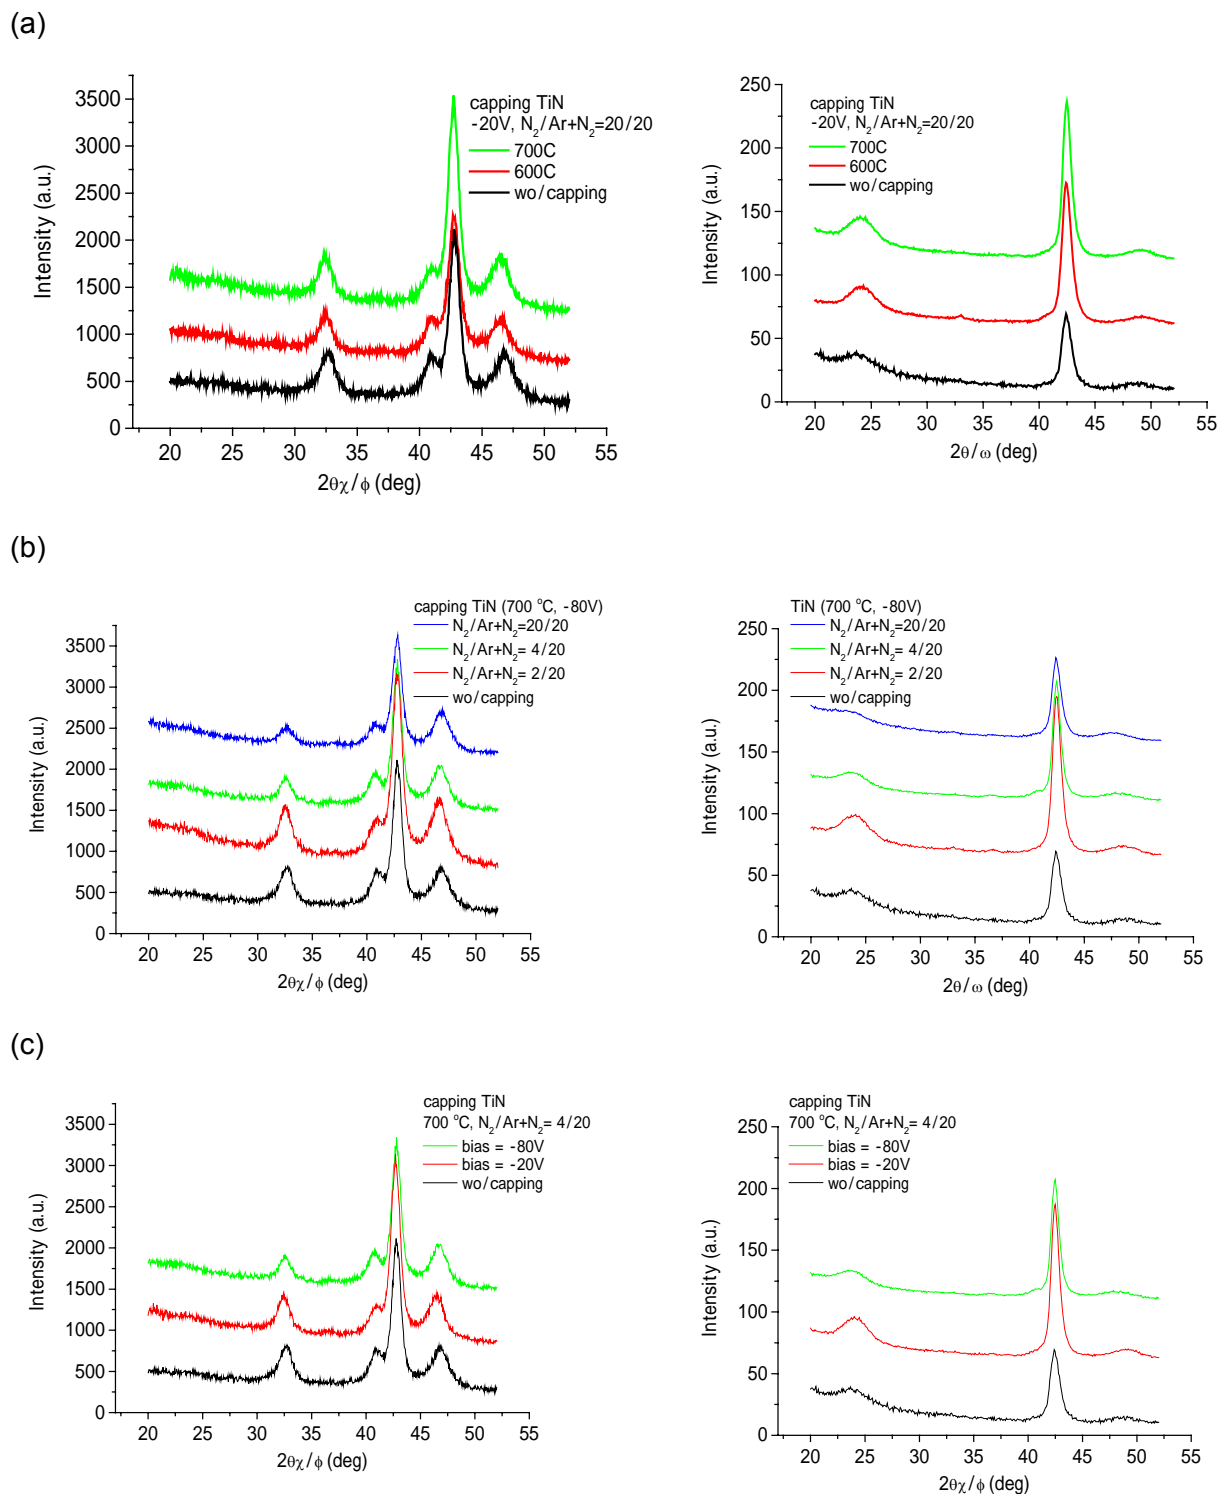 (a)
3500
3000
2500
2000
1500
1000
500
0
Intensity (a.u.)
capping TiN
-20V, N2/Ar+N2=20/20
700C
600C
wo/capping
20 25 30 35 40 45 50 55
2θχ/ϕ (deg)
250
200
150
100
50
0
Intensity (a.u.)
capping TiN
-20V, N2/Ar+N2=20/20
700C
600C
wo/capping
20 25 30 35 40 45 50 55
2θ/ω (deg)
(b)
3500
3000
2500
2000
1500
1000
500
0
Intensity (a.u.)
capping TiN (700 °C, -80V)
N2/Ar+N2=20/20
N2/Ar+N2= 4/20
N2/Ar+N2= 2/20
wo/capping
20 25 30 35 40 45 50 55
2θχ/ϕ (deg)
250
200
150
100
50
0
Intensity (a.u.)
TiN (700 °C, -80V)
N2/Ar+N2=20/20
N2/Ar+N2= 4/20
N2/Ar+N2= 2/20
wo/capping
20 25 30 35 40 45 50 55
2θ/ω (deg)
(c)
3500
3000
2500
2000
1500
1000
500
0
Intensity (a.u.)
capping TiN
700 °C, N2/Ar+N2= 4/20
bias = -80V
bias = -20V
wo/capping
20 25 30 35 40 45 50 55
2θχ/ϕ (deg)
250
200
150
100
50
0
Intensity (a.u.)
capping TiN
700 °C, N2/Ar+N2= 4/20
bias = -80V
bias = -20V
wo/capping
20 25 30 35 40 45 50 55
2θχ/ϕ (deg)